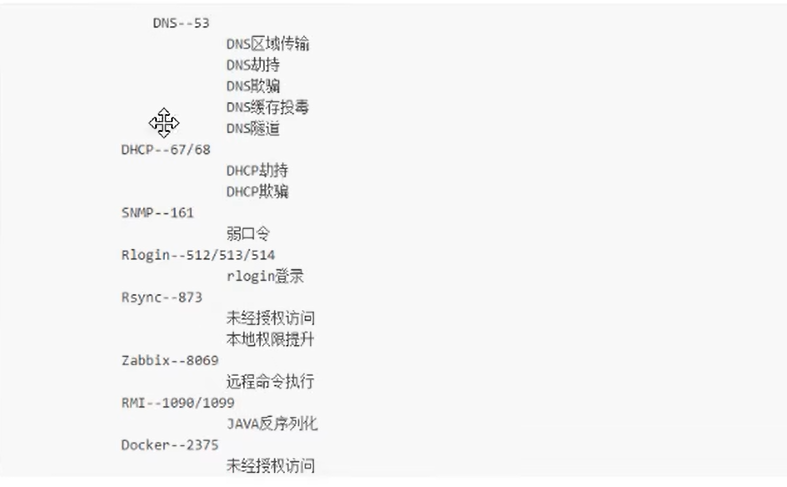 DNS--53
DNS区域传输
DNS劫持
DNS欺骗
DNS缓存投毒
DNS隧道
DHCP--67/68
DHCP劫持
DHCP欺骗
SNMP--161
弱口令
Rlogin--512/513/514
rlogin登录
Rsync--873
未经授权访问
本地权限提升
Zabbix--8069
远程命令执行
RMI--1090/1099
JAVA反序列化
Docker--2375
未经授权访问